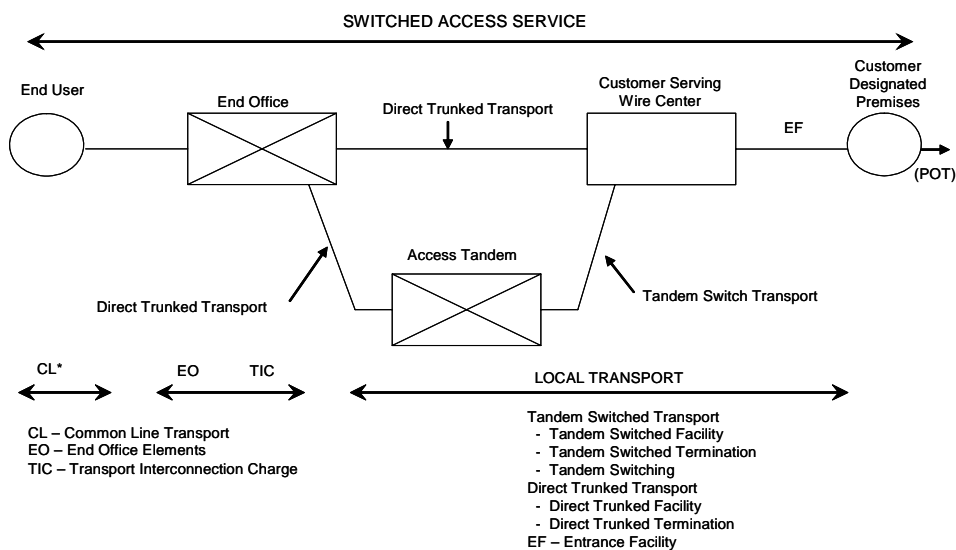 SWITCHED ACCESS SERVICE
End User
End Office
Direct Trunked Transport
Customer Serving
Wire Center
EF
Customer
Designated
Premises
(POT)
Access Tandem
Direct Trunked Transport
Tandem Switch Transport
CL*
EO
TIC
LOCAL TRANSPORT
CL – Common Line Transport
EO – End Office Elements
TIC – Transport Interconnection Charge
Tandem Switched Transport
- Tandem Switched Facility
- Tandem Switched Termination
- Tandem Switching
Direct Trunked Transport
- Direct Trunked Facility
- Direct Trunked Termination
EF – Entrance Facility